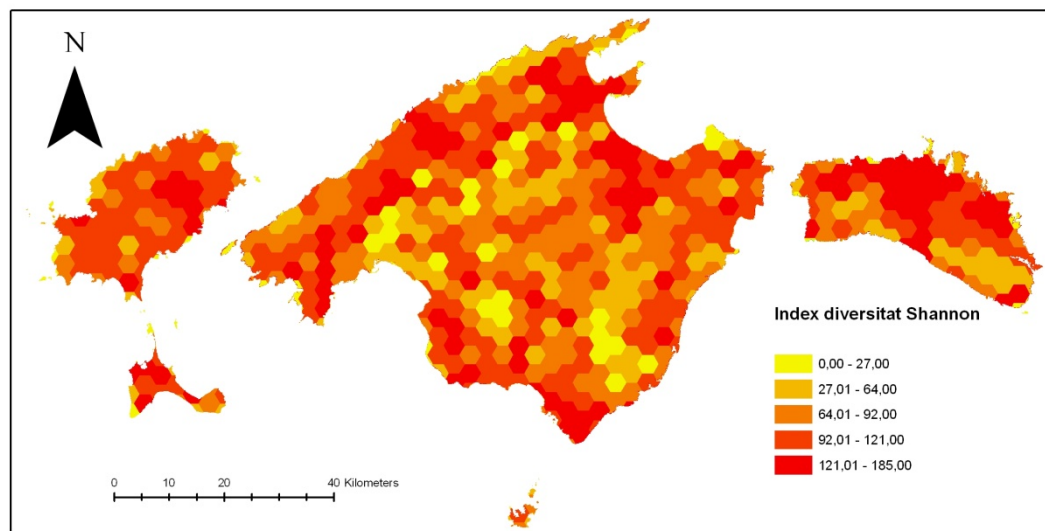 N
Index diversitat Shannon
0,00 - 27,00
27,01 - 64,00
64,01 - 92,00
92,01 - 121,00
121,01 - 185,00
0 10 20 40 Kilometers